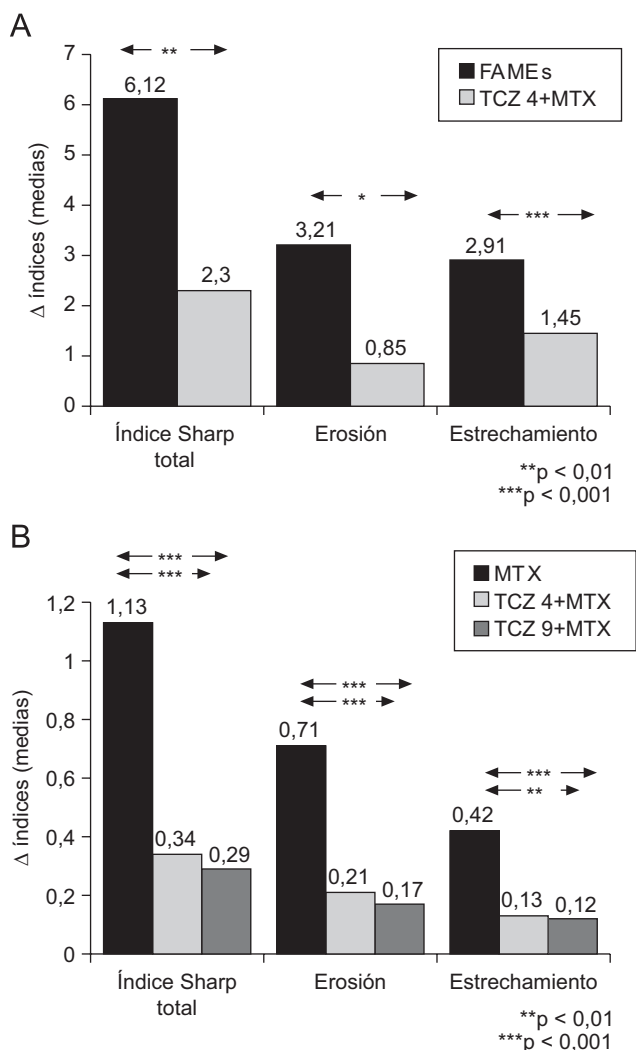 A
7
6
5
4
3
2
1
0
Δ índices (medias)
**
*
***
FAMEs
TCZ 4+MTX
6,12
2,3
3,21
0,85
2,91
1,45
Índice Sharp
total
Erosión
Estrechamiento
**p < 0,01
***p < 0,001
B
1,2
1
0,8
0,6
0,4
0,2
0
Δ índices (medias)
***
***
***
***
***
**
MTX
TCZ 4+MTX
TCZ 9+MTX
1,13
0,34
0,29
0,71
0,21
0,17
0,42
0,13
0,12
Índice Sharp
total
Erosión
Estrechamiento
**p < 0,01
***p < 0,001